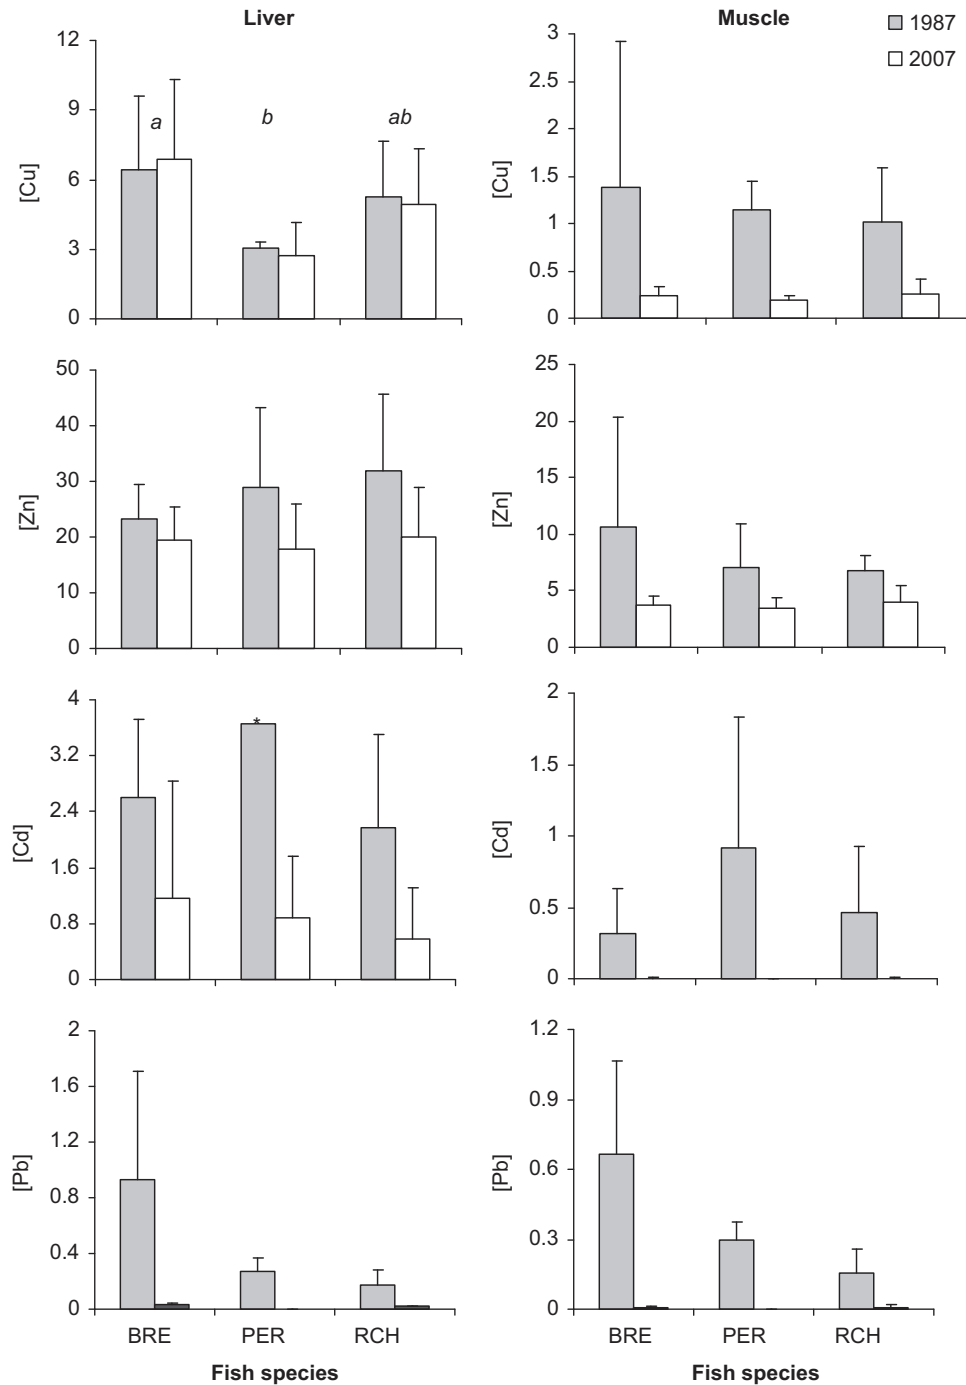 Liver
12
9
6
3
0
[Cu]
a
b
ab
Muscle
3
2.5
2
1.5
1
0.5
0
[Cu]
1987
2007
50
40
30
20
10
0
[Zn]
25
20
15
10
5
0
[Zn]
4
3.2
2.4
1.6
0.8
0
[Cd]
*
2
1.5
1
0.5
0
[Cd]
2
1.6
1.2
0.8
0.4
0
[Pb]
BRE PER RCH
Fish species
1.2
0.9
0.6
0.3
0
[Pb]
BRE PER RCH
Fish species